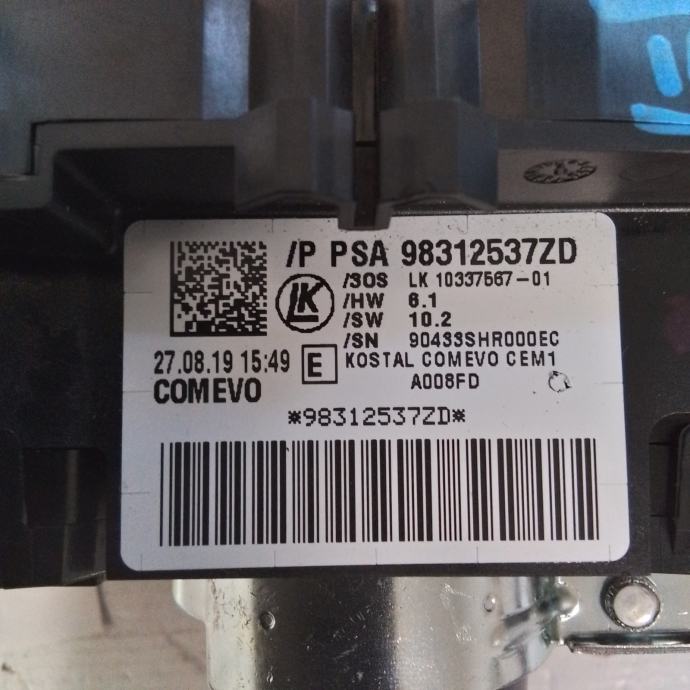 /P PSA 98312537ZD
LK
/SOS LK 10337567-01
/HW 6.1
/SW 10.2
/SN 90433SHR000EC
27.08.19 15:49 E KOSTAL COMEVO CEM1
COMEVO A008FD
*98312537ZD*